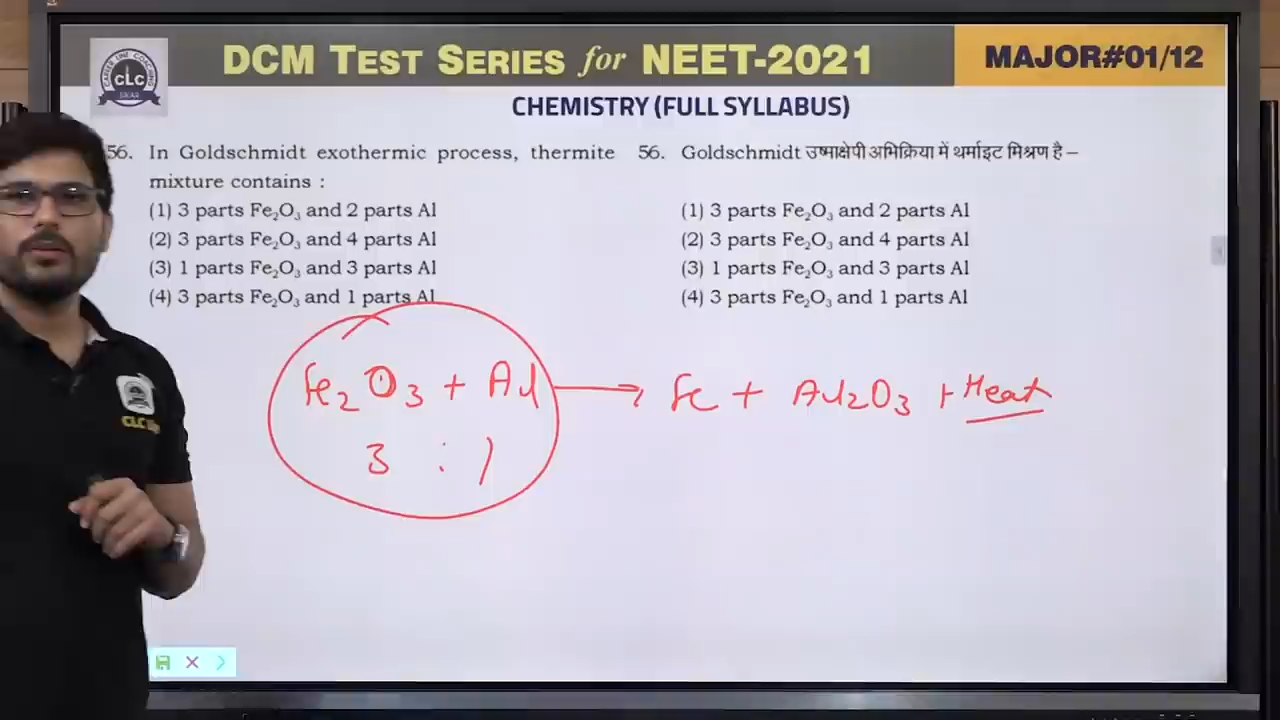 DCM TEST SERIES for NEET-2021
MAJOR#01/12
CLC
SIKAR
CHEMISTRY (FULL SYLLABUS)
56. In Goldschmidt exothermic process, thermite
mixture contains :
(1) 3 parts Fe₂O₃ and 2 parts Al
(2) 3 parts Fe₂O₃ and 4 parts Al
(3) 1 parts Fe₂O₃ and 3 parts Al
(4) 3 parts Fe₂O₃ and 1 parts Al
56. Goldschmidt उष्माक्षेपी अभिक्रिया में थर्माइट मिश्रण है –
(1) 3 parts Fe₂O₃ and 2 parts Al
(2) 3 parts Fe₂O₃ and 4 parts Al
(3) 1 parts Fe₂O₃ and 3 parts Al
(4) 3 parts Fe₂O₃ and 1 parts Al
Fe₂O₃ + Al → Fe + Al₂O₃ + Heat
3 : 1
CLC